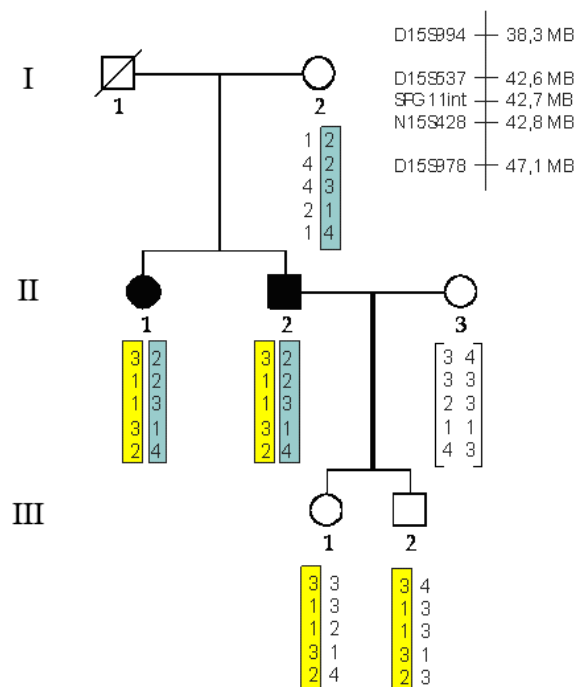 D15S994 38,3 MB
I
D15S537 42,6 MB
SPG11int 42,7 MB
N15S428 42,8 MB
1 2
D15S978 47,1 MB
1 2
4 2
4 3
2 1
1 4
II
1 2 3
3 2 3 2 3 4
1 2 1 2 3 3
1 3 1 3 2 3
3 1 3 1 1 1
2 4 2 4 4 3
III
1 2
3 3 3 4
1 3 1 3
1 2 1 3
3 1 3 1
2 4 2 3